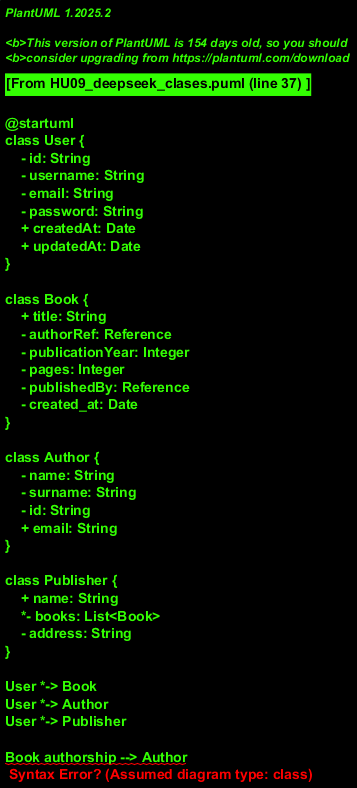 PlantUML 1.2025.2
<b>This version of PlantUML is 154 days old, so you should
<b>consider upgrading from https://plantuml.com/download
[From HU09_deepseek_clases.puml (line 37) ]
@startuml
class User {
- id: String
- username: String
- email: String
- password: String
+ createdAt: Date
+ updatedAt: Date
}
class Book {
+ title: String
- authorRef: Reference
- publicationYear: Integer
- pages: Integer
- publishedBy: Reference
- created_at: Date
}
class Author {
- name: String
- surname: String
- id: String
+ email: String
}
class Publisher {
+ name: String
*- books: List<Book>
- address: String
}
User *-> Book
User *-> Author
User *-> Publisher
Book authorship --> Author
Syntax Error? (Assumed diagram type: class)